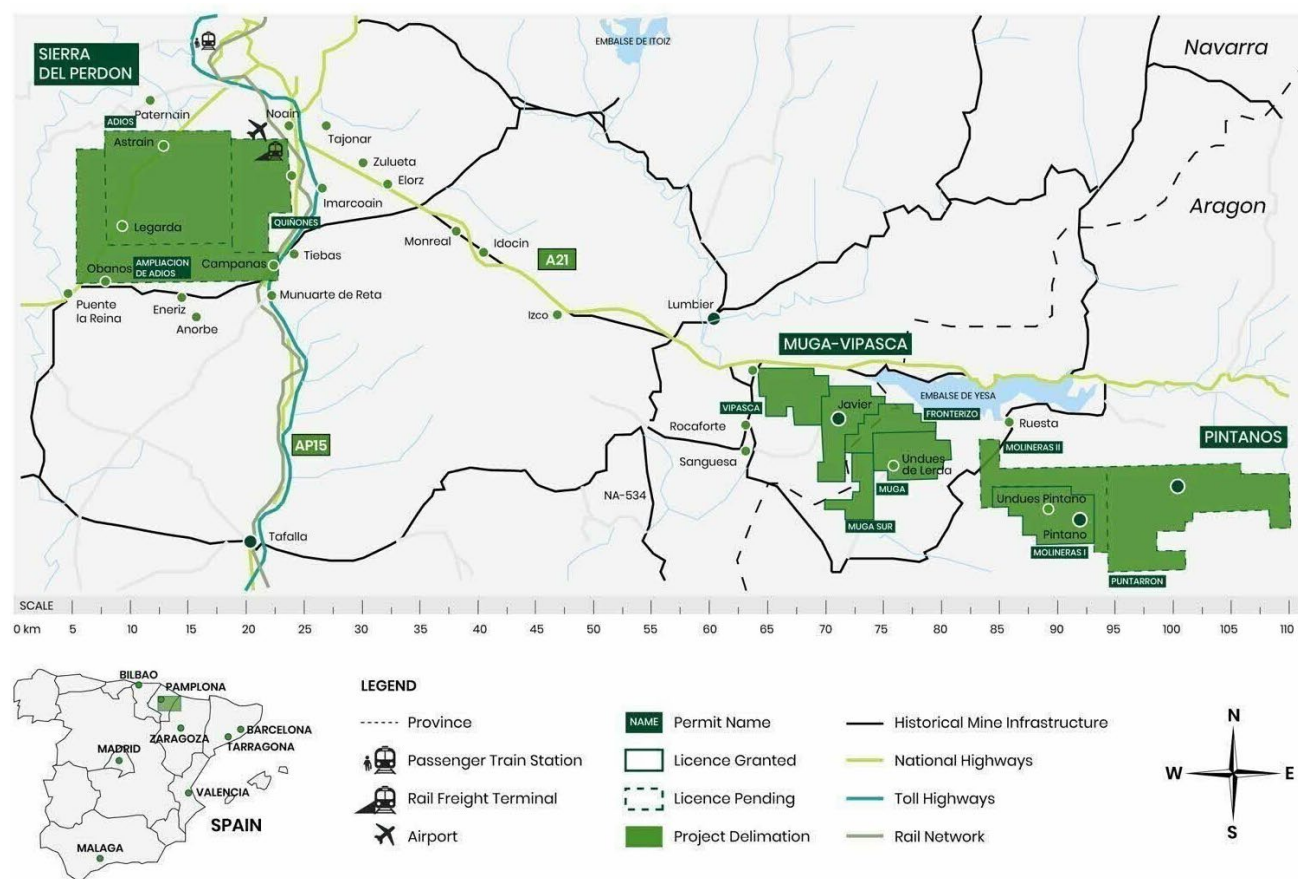 SIERRA
DEL PERDON
EMBALSE DE ITOIZ
Navarra
Aragon
Paternain
ADIOS
Astrain
Noain
Tajonar
Zulueta
Elorz
Imarcoain
Legorda
QUIÑONES
Monreal
Idocin
A21
Obanos
AMPLIACION
DE ADIOS
Campanas
Tiebas
Puente
la Reina
Eneriz
Anorbe
Munuarte de Reta
Izco
Lumbier
MUGA-VIPASCA
EMBALSE DE YESA
VIPASCA
Javier
FRONTERIZO
Rocaforte
Sanguesa
Ruesta
MOLINERAS II
PINTANOS
AP15
Undues
de Lerda
MUGA
NA-534
MUGA SUR
Undues Pintano
Pintano
MOLINERAS I
PUNTARRON
Tafalla
SCALE
0 km 5 10 15 20 25 30 35 40 45 50 55 60 65 70 75 80 85 90 95 100 105 110
BILBAO
PAMPLONA
ZARAGOZA
BARCELONA
TARRAGONA
MADRID
VALENCIA
SPAIN
MALAGA
LEGEND
Province
Passenger Train Station
Rail Freight Terminal
Airport
NAME Permit Name
Licence Granted
Licence Pending
Project Delimation
Historical Mine Infrastructure
National Highways
Toll Highways
Rail Network
N
W E
S